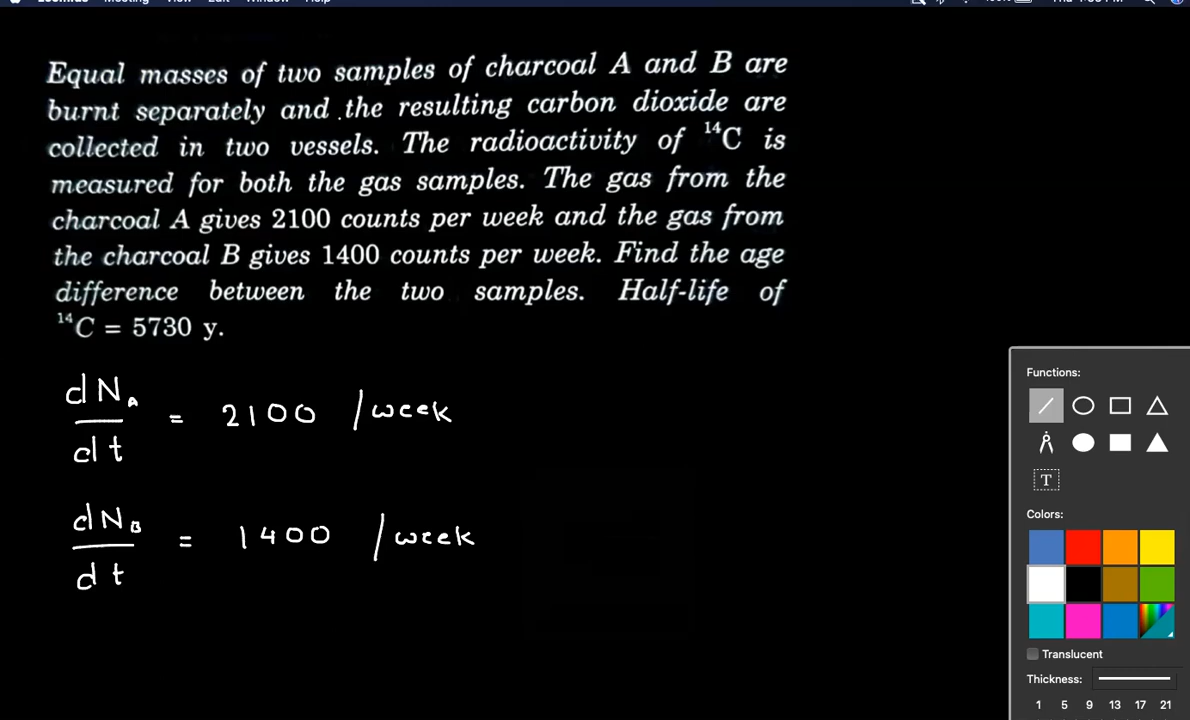 Equal masses of two samples of charcoal A and B are
burnt separately and the resulting carbon dioxide are
collected in two vessels. The radioactivity of ¹⁴C is
measured for both the gas samples. The gas from the
charcoal A gives 2100 counts per week and the gas from
the charcoal B gives 1400 counts per week. Find the age
difference between the two samples. Half-life of
¹⁴C = 5730 y.
dN_A/dt = 2100 /week
dN_B/dt = 1400 /week
Functions:
T
Colors:
Translucent
Thickness:
1 5 9 13 17 21